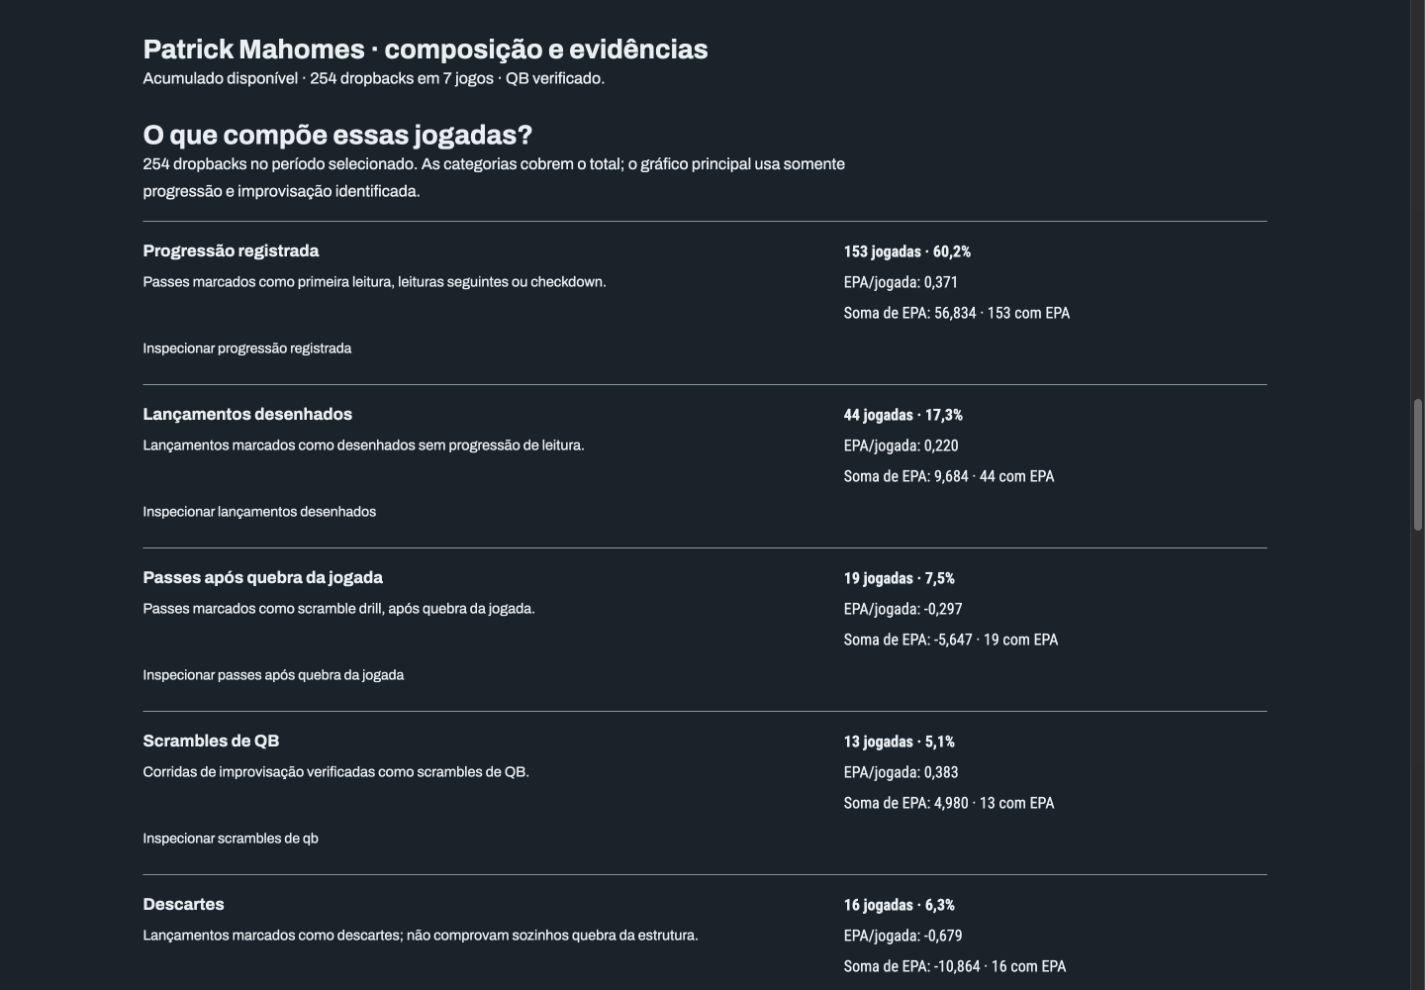 Patrick Mahomes · composição e evidências
Acumulado disponível · 254 dropbacks em 7 jogos · QB verificado.
O que compõe essas jogadas?
254 dropbacks no período selecionado. As categorias cobrem o total; o gráfico principal usa somente
progressão e improvisação identificada.
Progressão registrada
153 jogadas · 60,2%
Passes marcados como primeira leitura, leituras seguintes ou checkdown.
EPA/jogada: 0,371
Soma de EPA: 56,834 · 153 com EPA
Inspecionar progressão registrada
Lançamentos desenhados
44 jogadas · 17,3%
Lançamentos marcados como desenhados sem progressão de leitura.
EPA/jogada: 0,220
Soma de EPA: 9,684 · 44 com EPA
Inspecionar lançamentos desenhados
Passes após quebra da jogada
19 jogadas · 7,5%
Passes marcados como scramble drill, após quebra da jogada.
EPA/jogada: -0,297
Soma de EPA: -5,647 · 19 com EPA
Inspecionar passes após quebra da jogada
Scrambles de QB
13 jogadas · 5,1%
Corridas de improvisação verificadas como scrambles de QB.
EPA/jogada: 0,383
Soma de EPA: 4,980 · 13 com EPA
Inspecionar scrambles de qb
Descartes
16 jogadas · 6,3%
Lançamentos marcados como descartes; não comprovam sozinhos quebra da estrutura.
EPA/jogada: -0,679
Soma de EPA: -10,864 · 16 com EPA